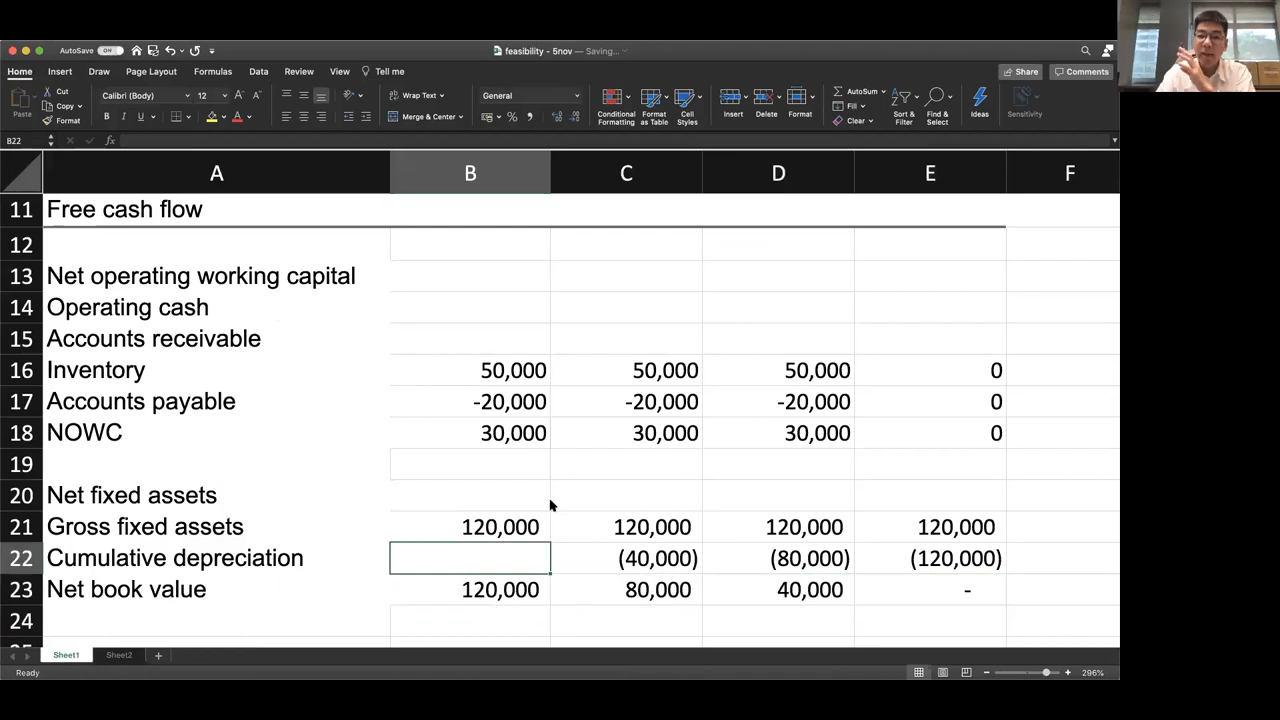 AutoSave ON feasibility - 5nov — Saving...
Home Insert Draw Page Layout Formulas Data Review View Tell me Share Comments
Paste Cut Copy Format Calibri (Body) 12 A A Wrap Text General Conditional Formatting Format as Table Cell Styles Insert Delete Format AutoSum Fill Clear Sort & Filter Find & Select Ideas Sensitivity
B I U A Merge & Center % ,
B22 fx
A B C D E F
11 Free cash flow
12
13 Net operating working capital
14 Operating cash
15 Accounts receivable
16 Inventory 50,000 50,000 50,000 0
17 Accounts payable -20,000 -20,000 -20,000 0
18 NOWC 30,000 30,000 30,000 0
19
20 Net fixed assets
21 Gross fixed assets 120,000 120,000 120,000 120,000
22 Cumulative depreciation (40,000) (80,000) (120,000)
23 Net book value 120,000 80,000 40,000 -
24
Sheet1 Sheet2 +
Ready 296%